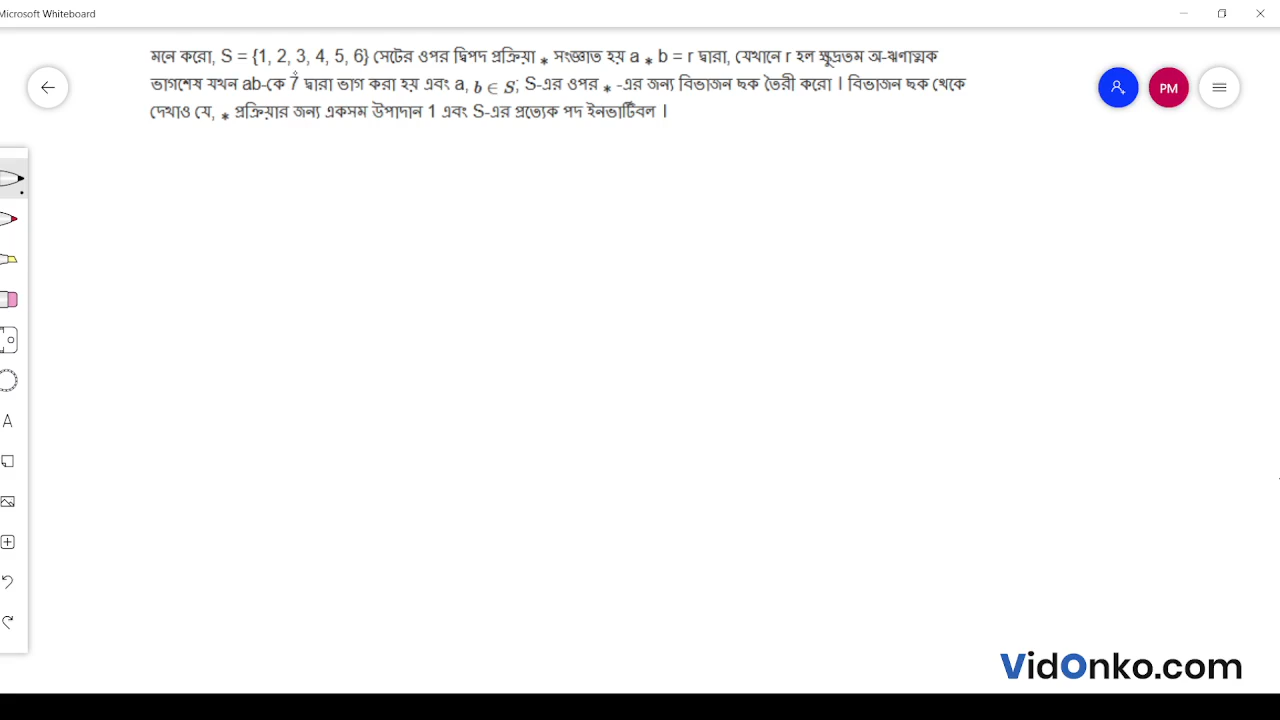 Microsoft Whiteboard
মনে করো, S = {1, 2, 3, 4, 5, 6} সেটের ওপর দ্বিপদ প্রক্রিয়া * সংজ্ঞাত হয় a * b = r দ্বারা, যেখানে r হল ক্ষুদ্রতম অ-ঋণাত্মক
ভাগশেষ যখন ab-কে 7 দ্বারা ভাগ করা হয় এবং a, b ∈ S; S-এর ওপর * -এর জন্য বিভাজন ছক তৈরী করো । বিভাজন ছক থেকে
দেখাও যে, * প্রক্রিয়ার জন্য একসম উপাদান 1 এবং S-এর প্রত্যেক পদ ইনভার্টিবল ।
PM
A
VidOnko.com